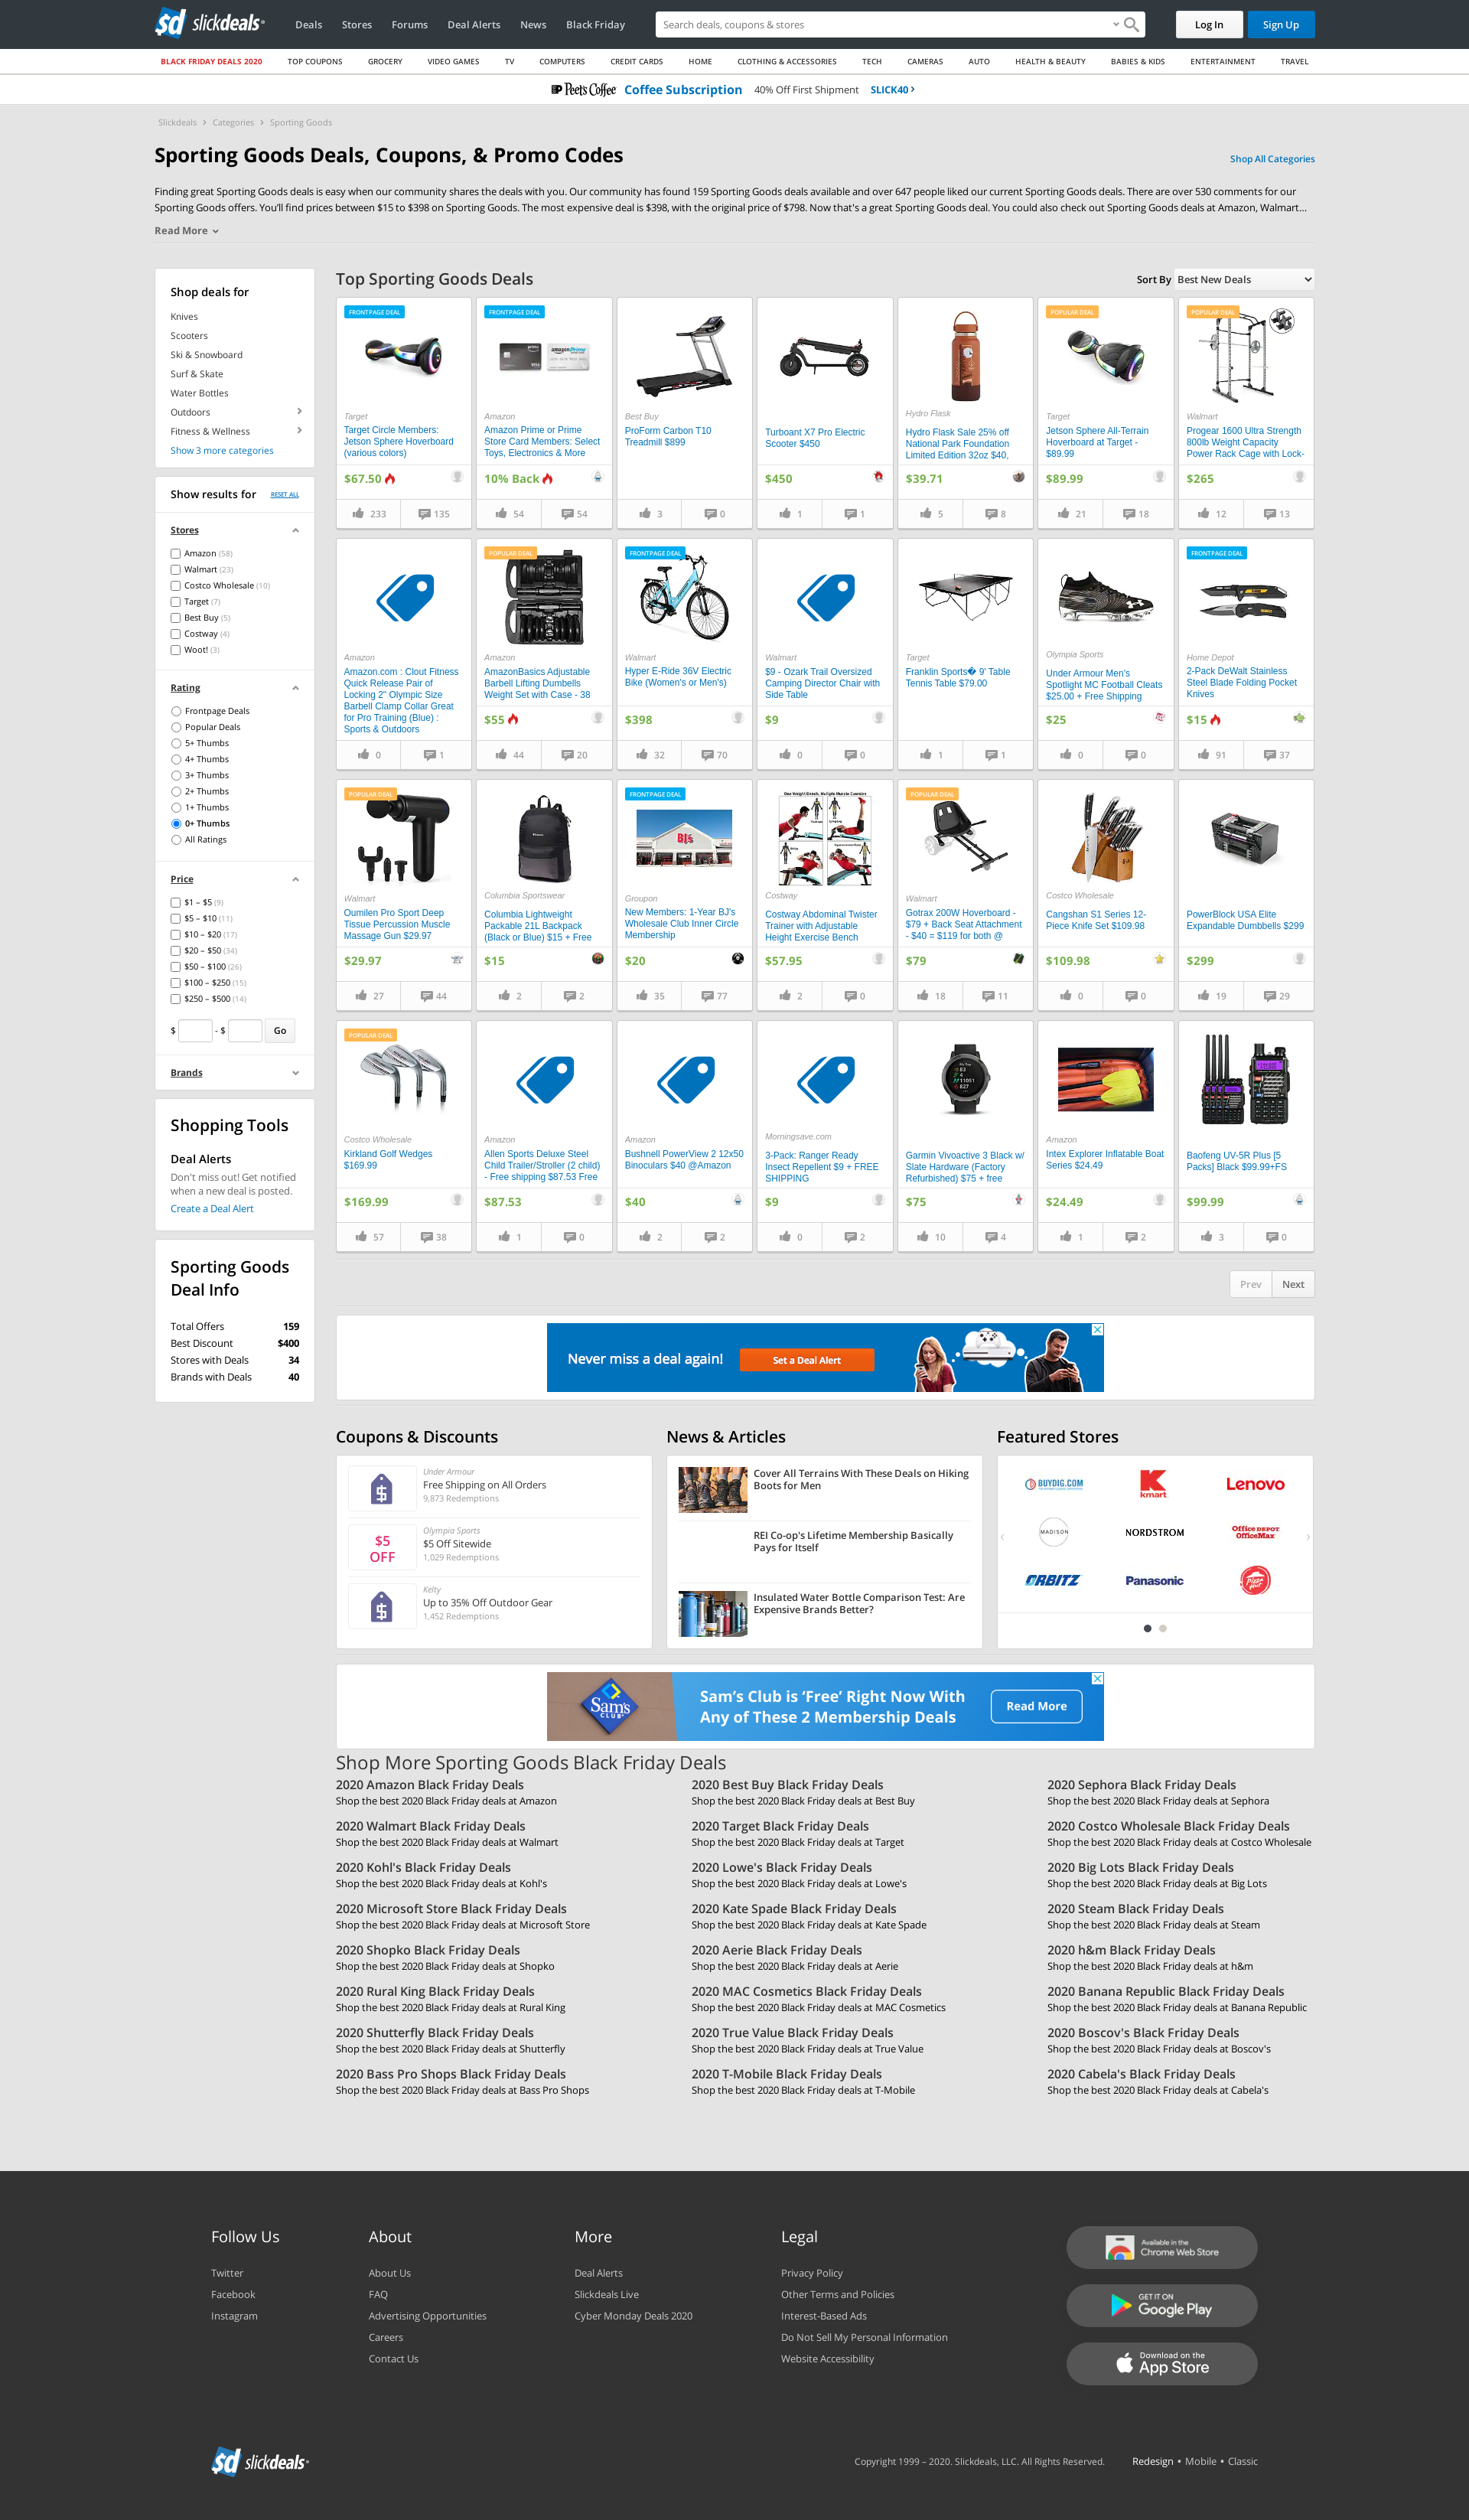 sd slickdeals
Deals Stores Forums Deal Alerts News Black Friday
Search deals, coupons & stores
Log In Sign Up
BLACK FRIDAY DEALS 2020 TOP COUPONS GROCERY VIDEO GAMES TV COMPUTERS CREDIT CARDS HOME CLOTHING & ACCESSORIES TECH CAMERAS AUTO HEALTH & BEAUTY BABIES & KIDS ENTERTAINMENT TRAVEL
Peet's Coffee Coffee Subscription 40% Off First Shipment SLICK40 >
Slickdeals > Categories > Sporting Goods
Sporting Goods Deals, Coupons, & Promo Codes
Shop All Categories
Finding great Sporting Goods deals is easy when our community shares the deals with you. Our community has found 159 Sporting Goods deals available and over 647 people liked our current Sporting Goods deals. There are over 530 comments for our
Sporting Goods offers. You'll find prices between $15 to $398 on Sporting Goods. The most expensive deal is $398, with the original price of $798. Now that's a great Sporting Goods deal. You could also check out Sporting Goods deals at Amazon, Walmart...
Read More
Shop deals for
Knives
Scooters
Ski & Snowboard
Surf & Skate
Water Bottles
Outdoors
Fitness & Wellness
Show 3 more categories
Show results for RESET ALL
Stores
Amazon (58)
Walmart (23)
Costco Wholesale (10)
Target (7)
Best Buy (5)
Costway (4)
Woot! (3)
Rating
Frontpage Deals
Popular Deals
5+ Thumbs
4+ Thumbs
3+ Thumbs
2+ Thumbs
1+ Thumbs
0+ Thumbs
All Ratings
Price
$1 – $5 (9)
$5 – $10 (11)
$10 – $20 (17)
$20 – $50 (34)
$50 – $100 (26)
$100 – $250 (15)
$250 – $500 (14)
$ - $ Go
Brands
Shopping Tools
Deal Alerts
Don't miss out! Get notified
when a new deal is posted.
Create a Deal Alert
Sporting Goods
Deal Info
Total Offers 159
Best Discount $400
Stores with Deals 34
Brands with Deals 40
Top Sporting Goods Deals
Sort By Best New Deals
FRONTPAGE DEAL
Target
Target Circle Members:
Jetson Sphere Hoverboard
(various colors)
$67.50
233 135
FRONTPAGE DEAL
amazonPrime
VISA
Amazon
Amazon Prime or Prime
Store Card Members: Select
Toys, Electronics & More
10% Back
54 54
Best Buy
ProForm Carbon T10
Treadmill $899
3 0
Turboant X7 Pro Electric
Scooter $450
$450
1 1
Hydro Flask
Hydro Flask Sale 25% off
National Park Foundation
Limited Edition 32oz $40,
$39.71
5 8
POPULAR DEAL
Target
Jetson Sphere All-Terrain
Hoverboard at Target -
$89.99
$89.99
21 18
POPULAR DEAL
Walmart
Progear 1600 Ultra Strength
800lb Weight Capacity
Power Rack Cage with Lock-
$265
12 13
Amazon
Amazon.com : Clout Fitness
Quick Release Pair of
Locking 2" Olympic Size
Barbell Clamp Collar Great
for Pro Training (Blue) :
Sports & Outdoors
0 1
POPULAR DEAL
Amazon
AmazonBasics Adjustable
Barbell Lifting Dumbells
Weight Set with Case - 38
$55
44 20
FRONTPAGE DEAL
Walmart
Hyper E-Ride 36V Electric
Bike (Women's or Men's)
$398
32 70
Walmart
$9 - Ozark Trail Oversized
Camping Director Chair with
Side Table
$9
0 0
Target
Franklin Sports� 9' Table
Tennis Table $79.00
1 1
Olympia Sports
Under Armour Men's
Spotlight MC Football Cleats
$25.00 + Free Shipping
$25
0 0
FRONTPAGE DEAL
Home Depot
2-Pack DeWalt Stainless
Steel Blade Folding Pocket
Knives
$15
91 37
POPULAR DEAL
Walmart
Oumilen Pro Sport Deep
Tissue Percussion Muscle
Massage Gun $29.97
$29.97
27 44
Columbia Sportswear
Columbia Lightweight
Packable 21L Backpack
(Black or Blue) $15 + Free
$15
2 2
FRONTPAGE DEAL
BJ's
Groupon
New Members: 1-Year BJ's
Wholesale Club Inner Circle
Membership
$20
35 77
One Weight Bench, Multiple Muscle Exercises
Costway
Costway Abdominal Twister
Trainer with Adjustable
Height Exercise Bench
$57.95
2 0
POPULAR DEAL
Walmart
Gotrax 200W Hoverboard -
$79 + Back Seat Attachment
- $40 = $119 for both @
$79
18 11
Costco Wholesale
Cangshan S1 Series 12-
Piece Knife Set $109.98
$109.98
0 0
PowerBlock USA Elite
Expandable Dumbbells $299
$299
19 29
POPULAR DEAL
Costco Wholesale
Kirkland Golf Wedges
$169.99
$169.99
57 38
Amazon
Allen Sports Deluxe Steel
Child Trailer/Stroller (2 child)
- Free shipping $87.53 Free
$87.53
1 0
Amazon
Bushnell PowerView 2 12x50
Binoculars $40 @Amazon
$40
2 2
Morningsave.com
3-Pack: Ranger Ready
Insect Repellent $9 + FREE
SHIPPING
$9
0 2
Garmin Vivoactive 3 Black w/
Slate Hardware (Factory
Refurbished) $75 + free
$75
10 4
Amazon
Intex Explorer Inflatable Boat
Series $24.49
$24.49
1 2
Baofeng UV-5R Plus [5
Packs] Black $99.99+FS
$99.99
3 0
Prev Next
Never miss a deal again! Set a Deal Alert
Coupons & Discounts
Under Armour
Free Shipping on All Orders
9,873 Redemptions
$5
OFF
Olympia Sports
$5 Off Sitewide
1,029 Redemptions
Kelty
Up to 35% Off Outdoor Gear
1,452 Redemptions
News & Articles
Cover All Terrains With These Deals on Hiking
Boots for Men
REI Co-op's Lifetime Membership Basically
Pays for Itself
Insulated Water Bottle Comparison Test: Are
Expensive Brands Better?
Featured Stores
BUYDIG.COM Kmart Lenovo
MADISON NORDSTROM Office DEPOT OfficeMax
ORBITZ Panasonic Pizza Hut
Sam's CLUB
Sam's Club is 'Free' Right Now With
Any of These 2 Membership Deals
Read More
Shop More Sporting Goods Black Friday Deals
2020 Amazon Black Friday Deals
Shop the best 2020 Black Friday deals at Amazon
2020 Best Buy Black Friday Deals
Shop the best 2020 Black Friday deals at Best Buy
2020 Sephora Black Friday Deals
Shop the best 2020 Black Friday deals at Sephora
2020 Walmart Black Friday Deals
Shop the best 2020 Black Friday deals at Walmart
2020 Target Black Friday Deals
Shop the best 2020 Black Friday deals at Target
2020 Costco Wholesale Black Friday Deals
Shop the best 2020 Black Friday deals at Costco Wholesale
2020 Kohl's Black Friday Deals
Shop the best 2020 Black Friday deals at Kohl's
2020 Lowe's Black Friday Deals
Shop the best 2020 Black Friday deals at Lowe's
2020 Big Lots Black Friday Deals
Shop the best 2020 Black Friday deals at Big Lots
2020 Microsoft Store Black Friday Deals
Shop the best 2020 Black Friday deals at Microsoft Store
2020 Kate Spade Black Friday Deals
Shop the best 2020 Black Friday deals at Kate Spade
2020 Steam Black Friday Deals
Shop the best 2020 Black Friday deals at Steam
2020 Shopko Black Friday Deals
Shop the best 2020 Black Friday deals at Shopko
2020 Aerie Black Friday Deals
Shop the best 2020 Black Friday deals at Aerie
2020 h&m Black Friday Deals
Shop the best 2020 Black Friday deals at h&m
2020 Rural King Black Friday Deals
Shop the best 2020 Black Friday deals at Rural King
2020 MAC Cosmetics Black Friday Deals
Shop the best 2020 Black Friday deals at MAC Cosmetics
2020 Banana Republic Black Friday Deals
Shop the best 2020 Black Friday deals at Banana Republic
2020 Shutterfly Black Friday Deals
Shop the best 2020 Black Friday deals at Shutterfly
2020 True Value Black Friday Deals
Shop the best 2020 Black Friday deals at True Value
2020 Boscov's Black Friday Deals
Shop the best 2020 Black Friday deals at Boscov's
2020 Bass Pro Shops Black Friday Deals
Shop the best 2020 Black Friday deals at Bass Pro Shops
2020 T-Mobile Black Friday Deals
Shop the best 2020 Black Friday deals at T-Mobile
2020 Cabela's Black Friday Deals
Shop the best 2020 Black Friday deals at Cabela's
Follow Us
Twitter
Facebook
Instagram
About
About Us
FAQ
Advertising Opportunities
Careers
Contact Us
More
Deal Alerts
Slickdeals Live
Cyber Monday Deals 2020
Legal
Privacy Policy
Other Terms and Policies
Interest-Based Ads
Do Not Sell My Personal Information
Website Accessibility
Available in the
Chrome Web Store
GET IT ON
Google Play
Download on the
App Store
sd slickdeals
Copyright 1999 – 2020. Slickdeals, LLC. All Rights Reserved. Redesign • Mobile • Classic